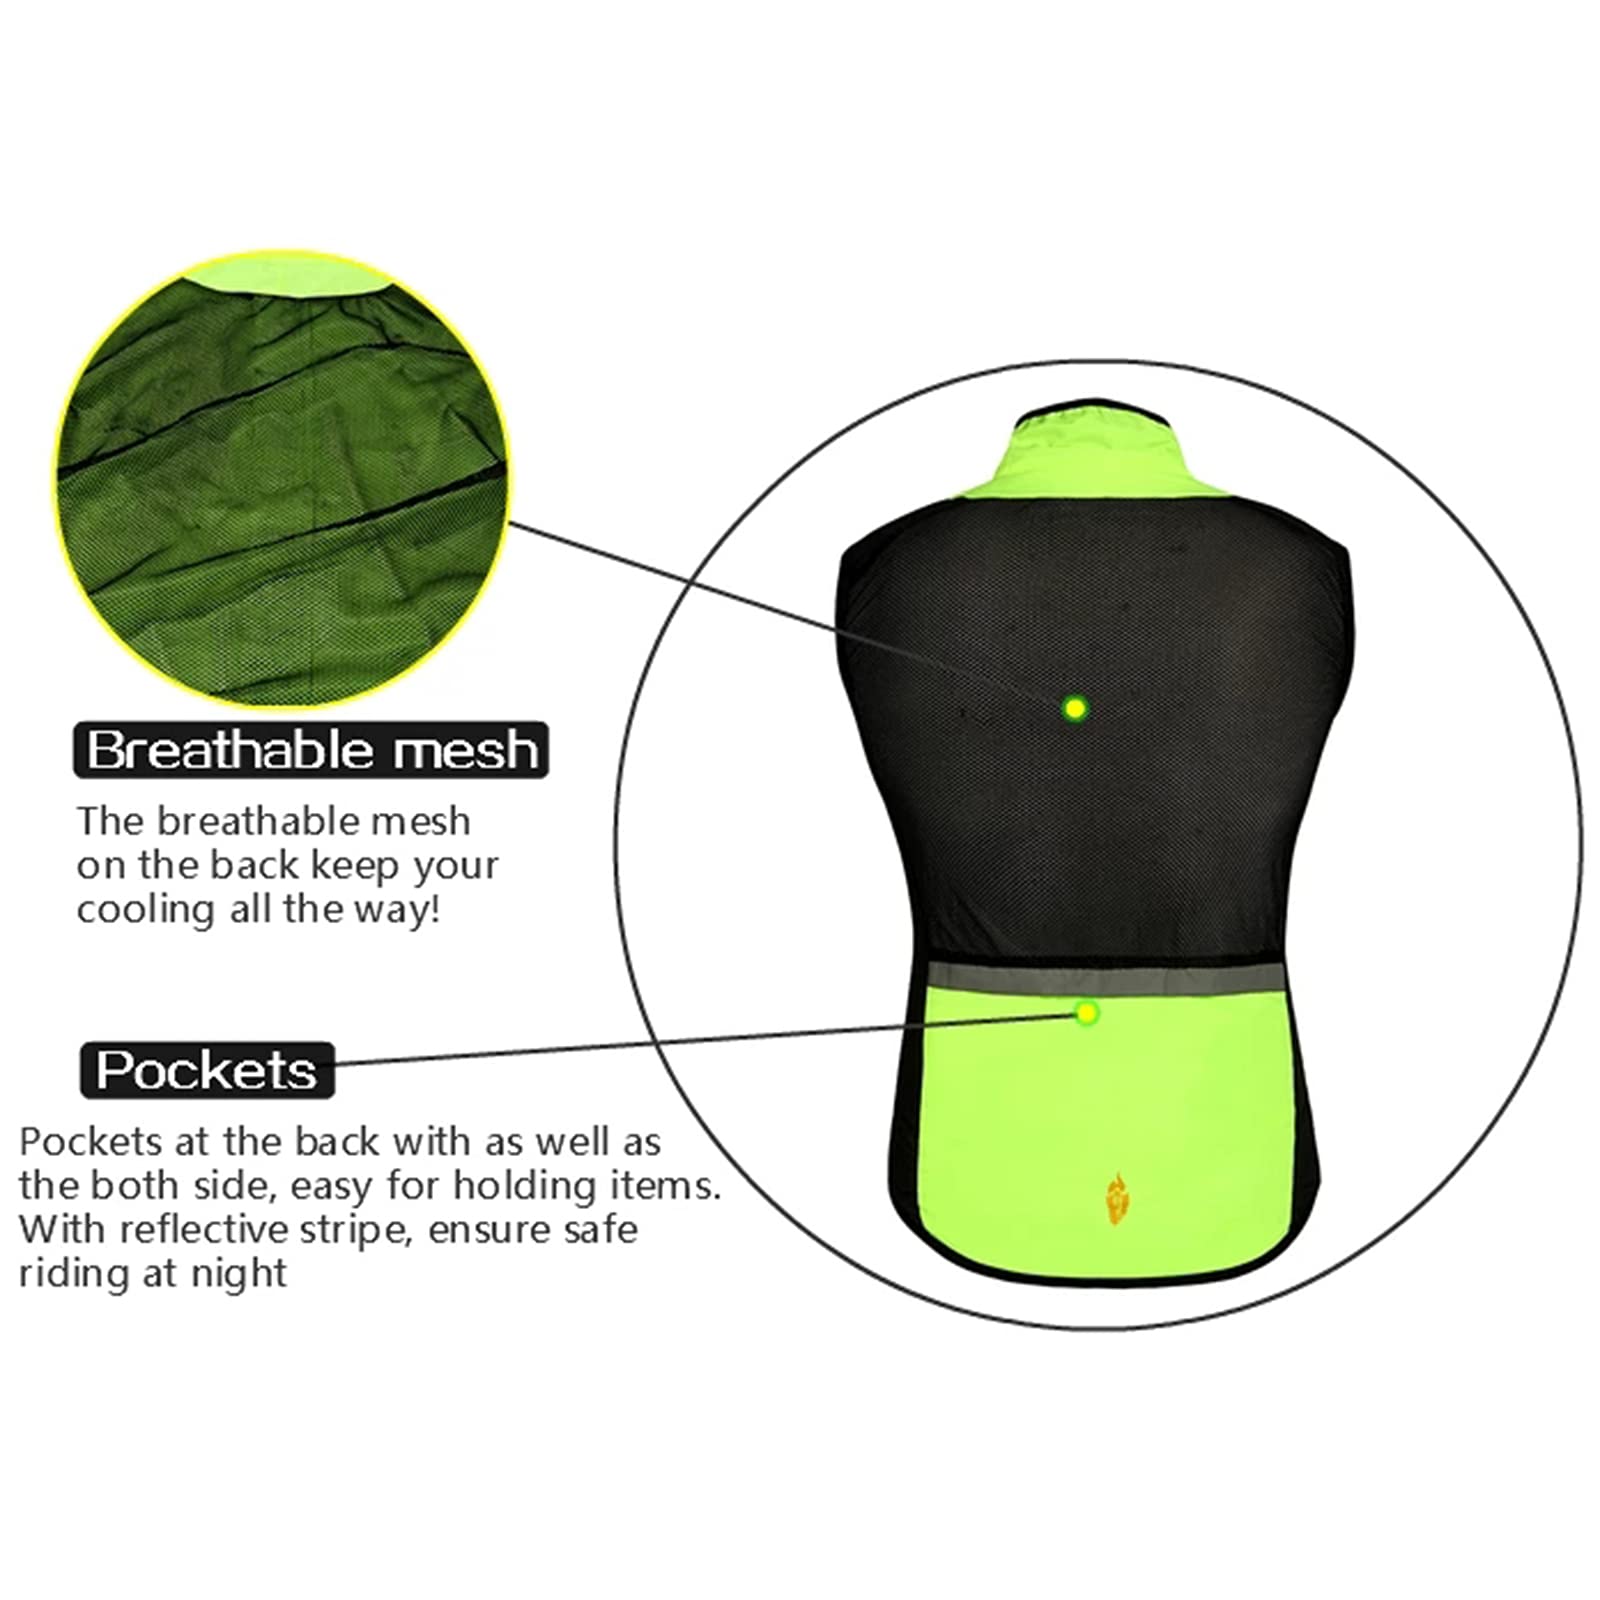 Breathable mesh
The breathable mesh
on the back keep your
cooling all the way!
Pockets
Pockets at the back with as well as
the both side, easy for holding items.
With reflective stripe, ensure safe
riding at night